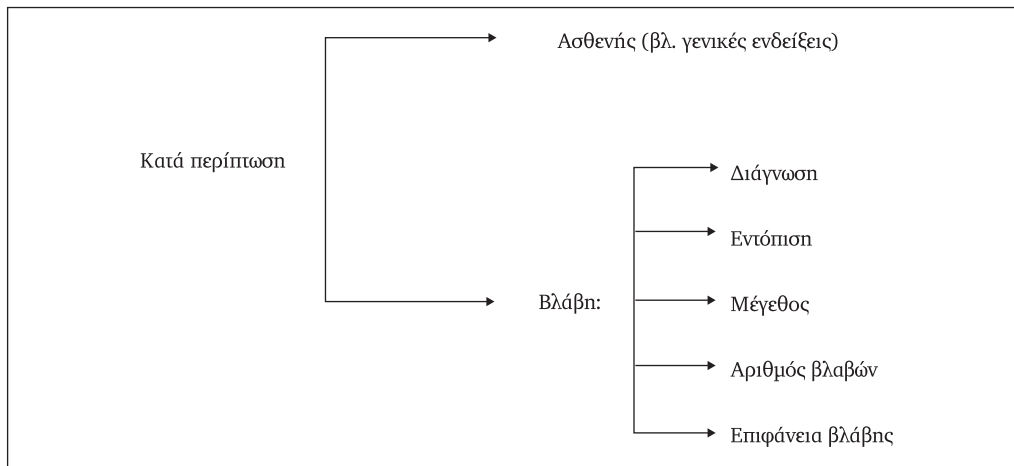 Ασθενής (βλ. γενικές ενδείξεις)
Κατά περίπτωση
Διάγνωση
Εντόπιση
Βλάβη:
Μέγεθος
Αριθμός βλαβών
Επιφάνεια βλάβης